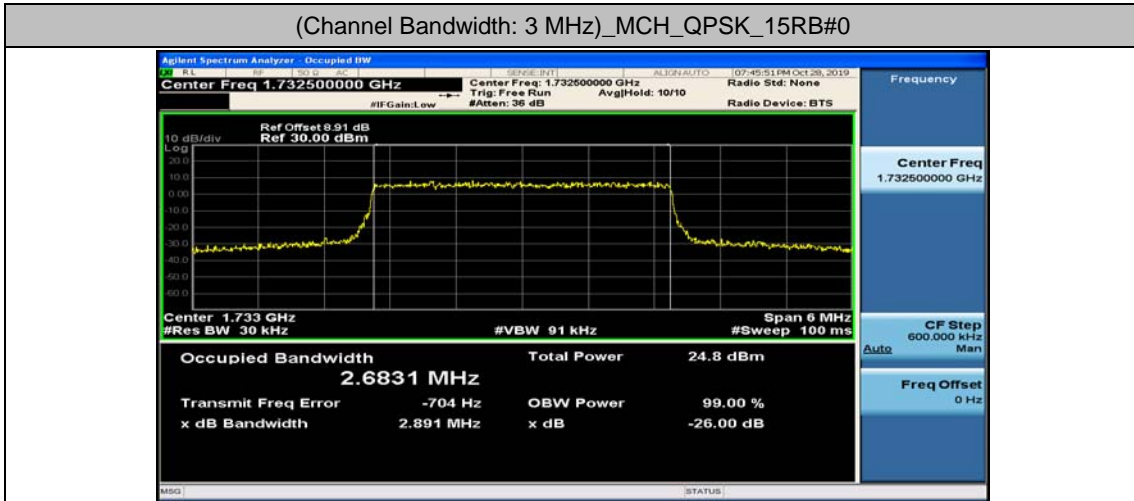 (Channel Bandwidth: 3 MHz)_MCH_QPSK_15RB#0
Agilent Spectrum Analyzer - Occupied BW
RL RF 50 Ω AC SENSE:INT ALIGN AUTO 07:45:51 PM Oct 28, 2019
Center Freq 1.732500000 GHz
Center Freq: 1.732500000 GHz
Radio Std: None
Trig: Free Run Avg|Hold: 10/10
#IFGain:Low #Atten: 36 dB Radio Device: BTS
Frequency
Ref Offset 8.91 dB
10 dB/div Ref 30.00 dBm
Log
20.0
10.0
0.00
-10.0
-20.0
-30.0
-40.0
-50.0
-60.0
Center Freq
1.732500000 GHz
Center 1.733 GHz Span 6 MHz
#Res BW 30 kHz #VBW 91 kHz #Sweep 100 ms
CF Step
600.000 kHz
Auto Man
Occupied Bandwidth Total Power 24.8 dBm
2.6831 MHz
Transmit Freq Error -704 Hz OBW Power 99.00 %
x dB Bandwidth 2.891 MHz x dB -26.00 dB
Freq Offset
0 Hz
MSG STATUS